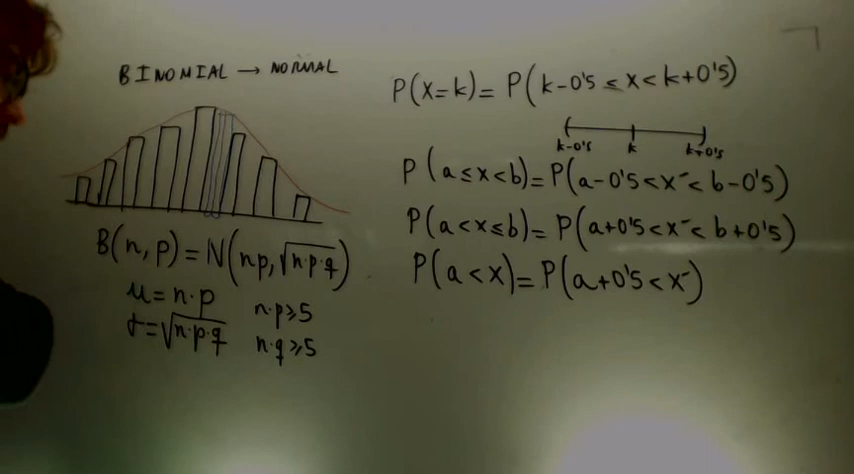 BINOMIAL → NORMAL
B(n,p)=N(np,√n·p·q)
μ=n·p
σ=√n·p·q
n·p≥5
n·q≥5
P(x=k)=P(k-0'5≤x<k+0'5)
k-0'5 k k+0'5
P(a≤x<b)=P(a-0'5<x<b-0'5)
P(a<x≤b)=P(a+0'5<x<b+0'5)
P(a<x)=P(a+0'5<x)